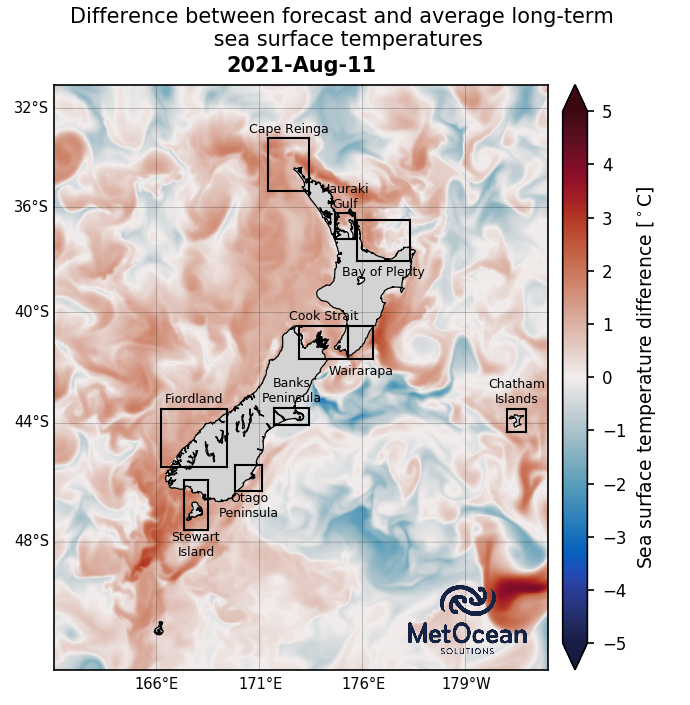 Difference between forecast and average long-term
sea surface temperatures
2021-Aug-11
32°S
36°S
40°S
44°S
48°S
166°E
171°E
176°E
179°W
Cape Reinga
Hauraki
Gulf
Bay of Plenty
Cook Strait
Wairarapa
Banks
Peninsula
Chatham
Islands
Fiordland
Otago
Peninsula
Stewart
Island
MetOcean
SOLUTIONS
5
4
3
2
1
0
−1
−2
−3
−4
−5
Sea surface temperature difference [°C]